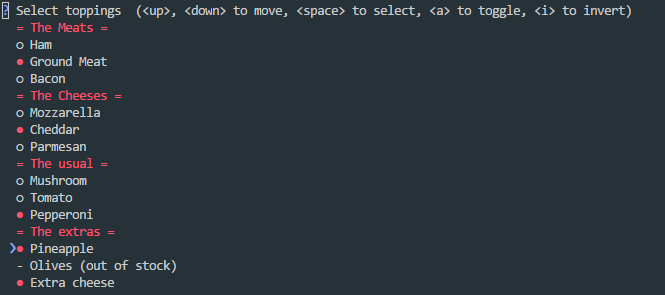 ? Select toppings  (<up>, <down> to move, <space> to select, <a> to toggle, <i> to invert)
= The Meats =
o Ham
● Ground Meat
o Bacon
= The Cheeses =
o Mozzarella
● Cheddar
o Parmesan
= The usual =
o Mushroom
o Tomato
● Pepperoni
= The extras =
❯● Pineapple
- Olives (out of stock)
● Extra cheese